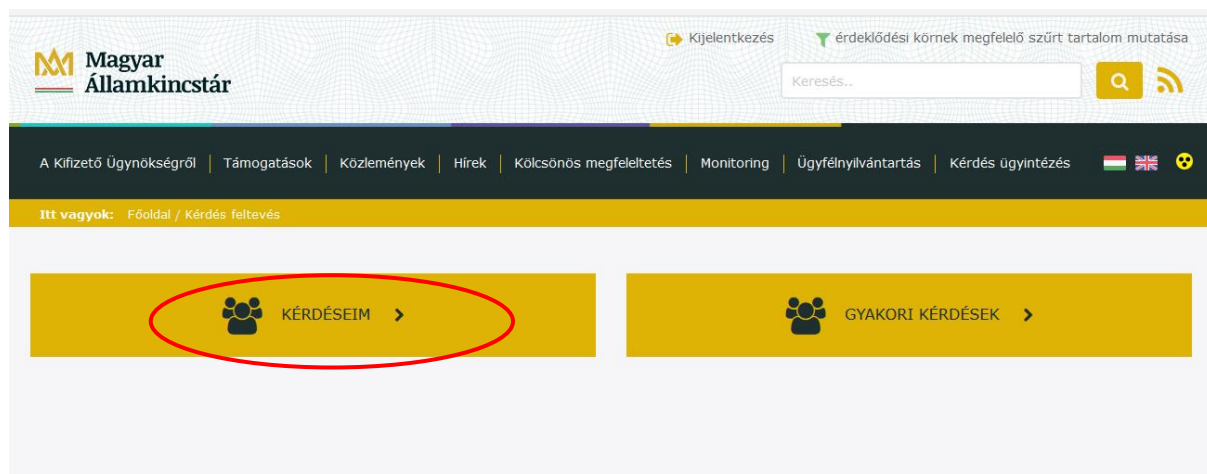 Kijelentkezés
érdeklődési körnek megfelelő szűrt tartalom mutatása
Magyar
Államkincstár
Keresés..
A Kifizető Ügynökségről | Támogatások | Közlemények | Hírek | Kölcsönös megfeleltetés | Monitoring | Ügyfélnyilvántartás | Kérdés ügyintézés
Itt vagyok: Főoldal / Kérdés feltevés
KÉRDÉSEIM
GYAKORI KÉRDÉSEK